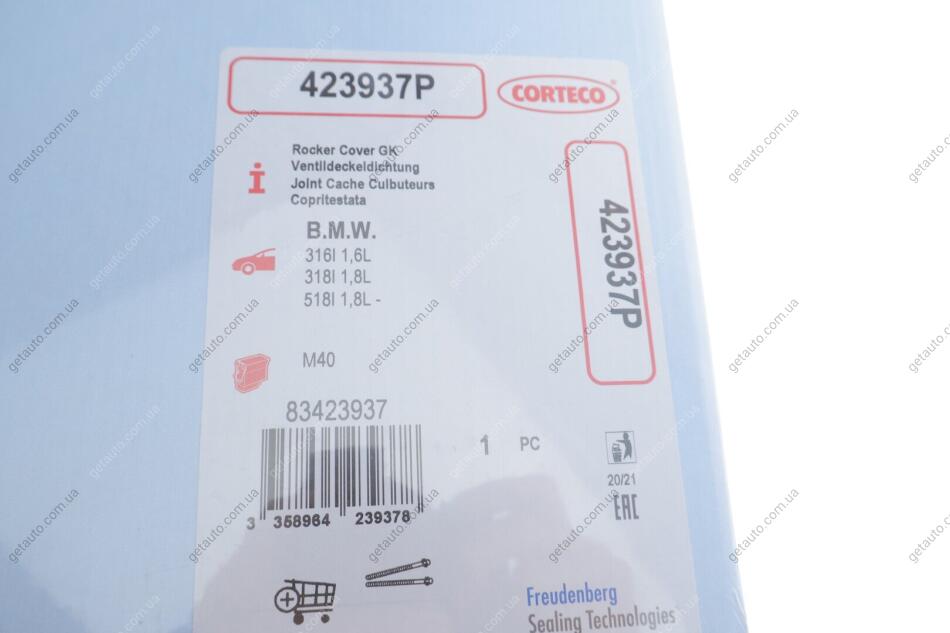 423937P
CORTECO
Rocker Cover GK
Ventildeckeldichtung
Joint Cache Culbuteurs
Copritestata
423937P
B.M.W.
316I 1,6L
318I 1,8L
518I 1,8L -
M40
83423937
1 PC
3 358964 239378
20/21
EAC
Freudenberg
Sealing Technologies
getauto.com.ua